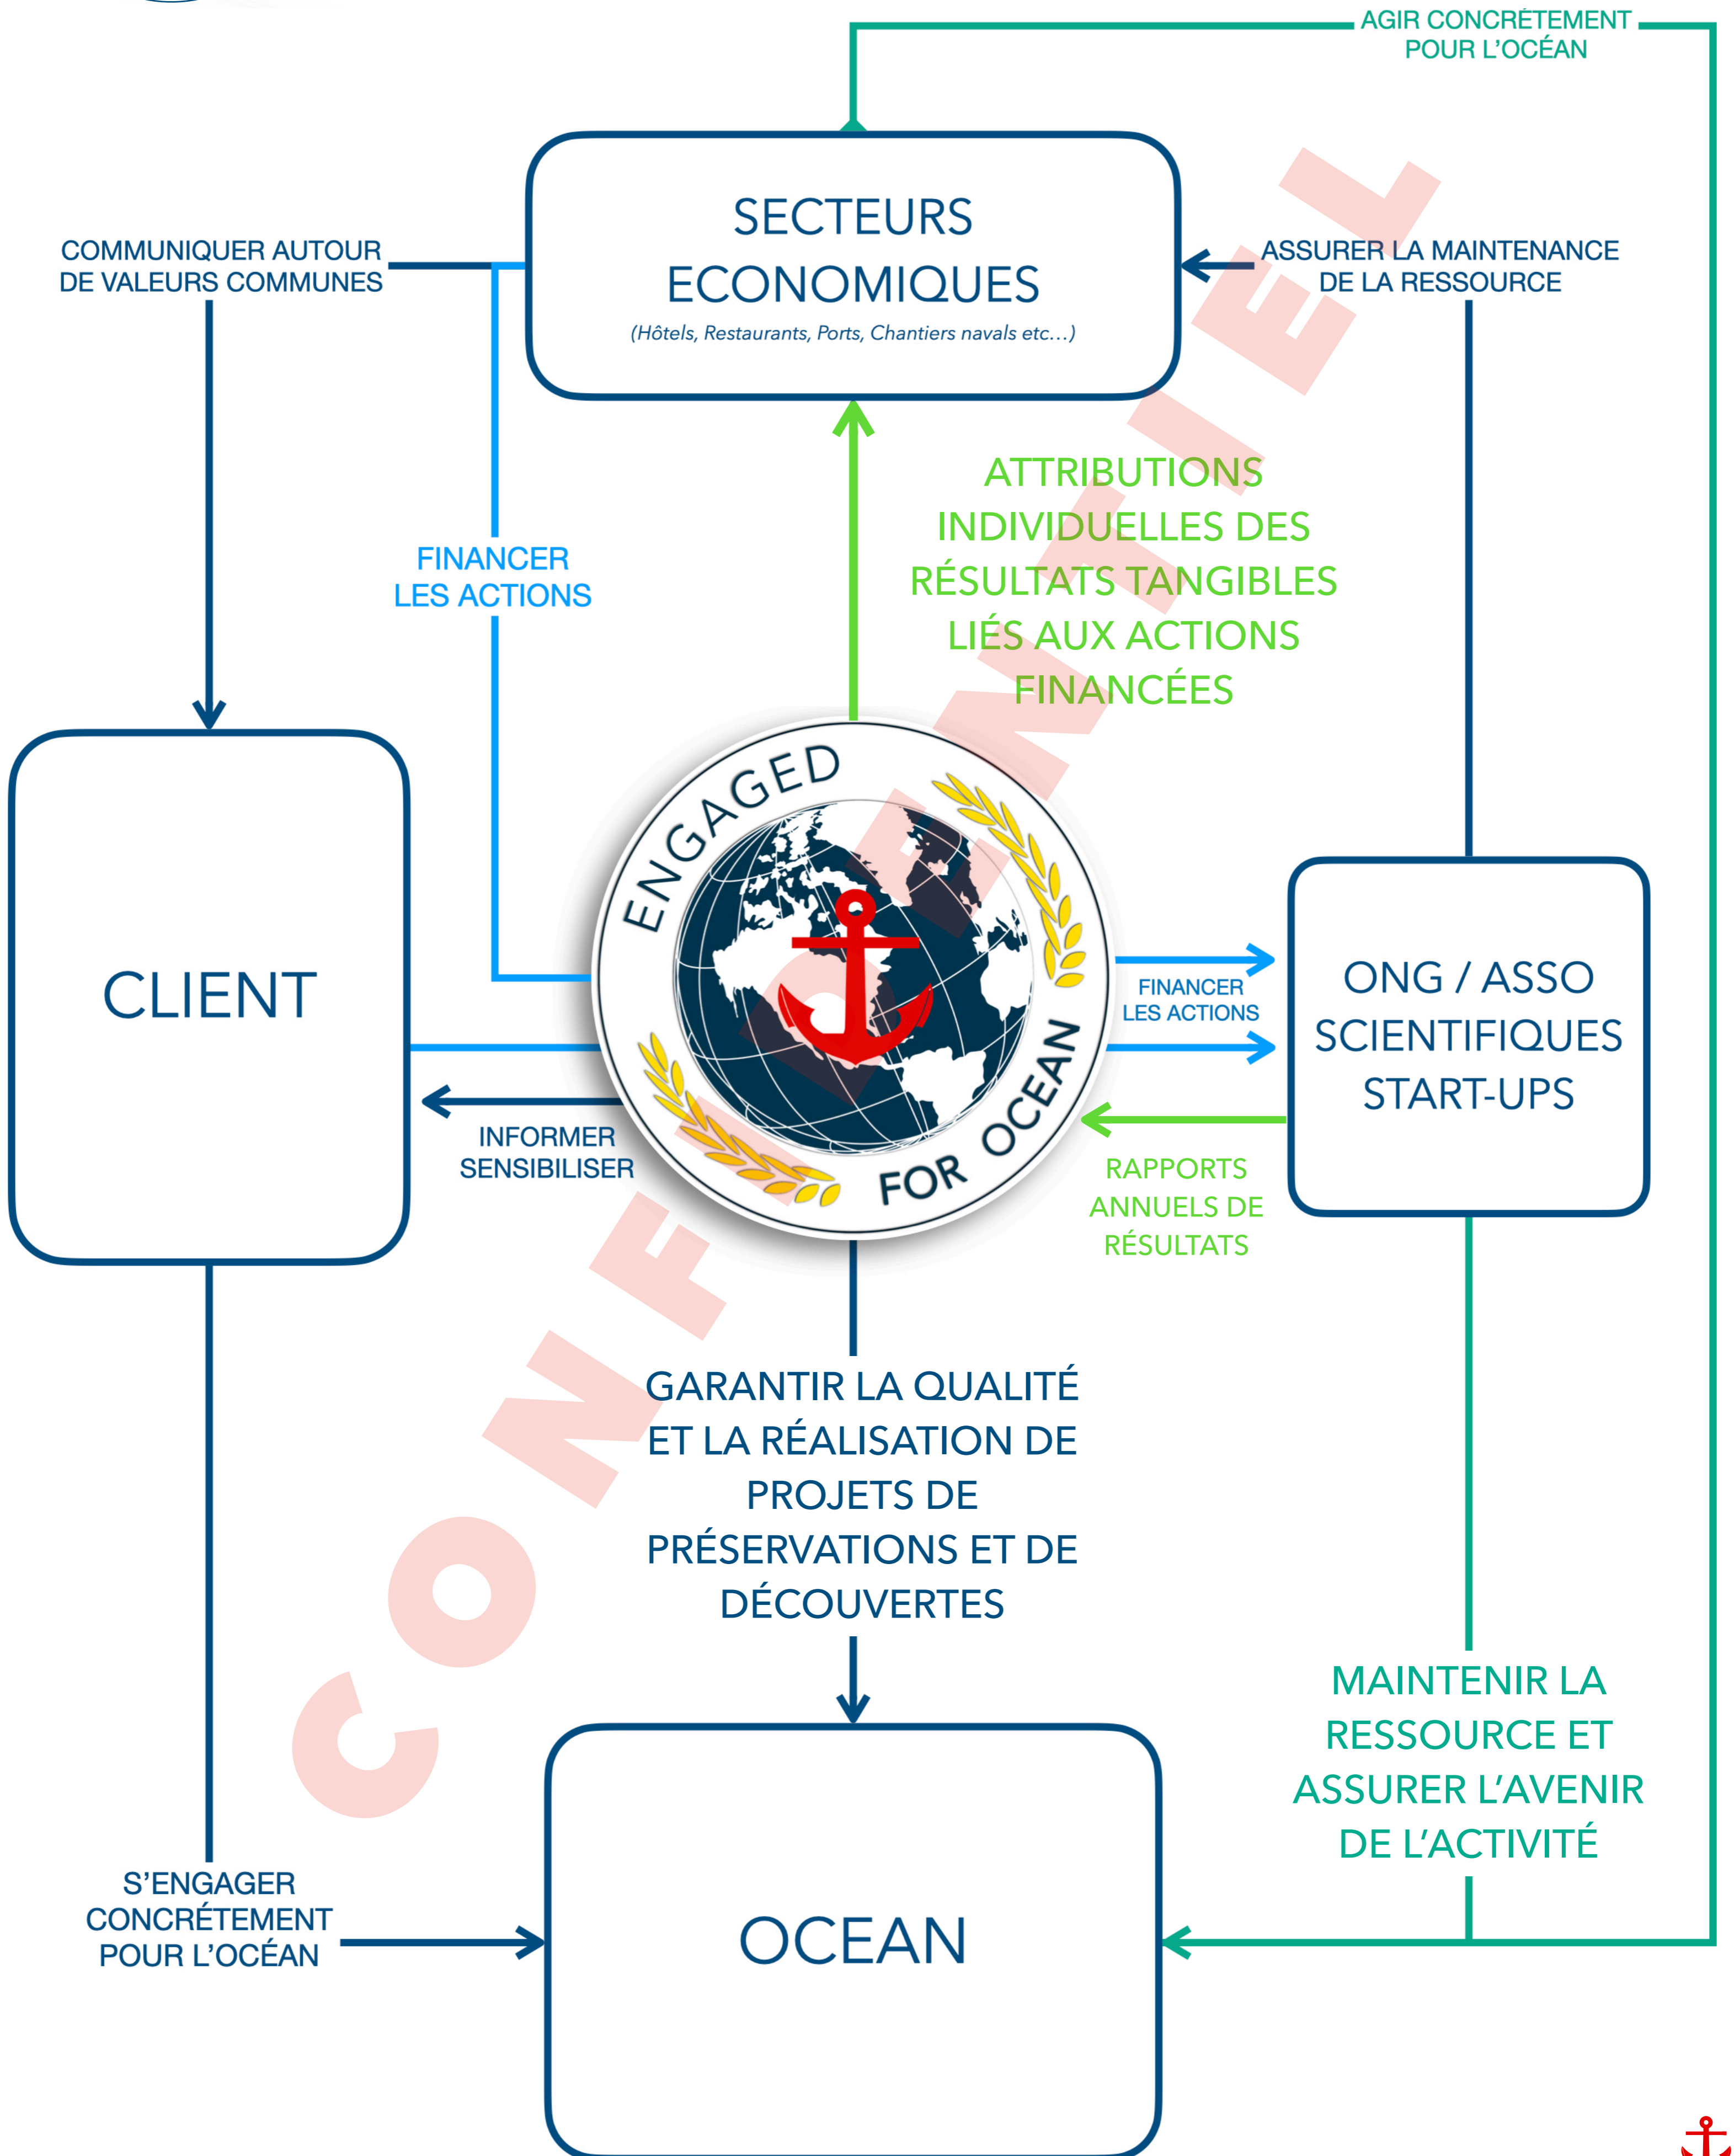 AGIR CONCRÉTEMENT
POUR L'OCÉAN
SECTEURS
ECONOMIQUES
(Hôtels, Restaurants, Ports, Chantiers navals etc...)
COMMUNIQUER AUTOUR
DE VALEURS COMMUNES
ASSURER LA MAINTENANCE
DE LA RESSOURCE
FINANCER
LES ACTIONS
ATTRIBUTIONS
INDIVIDUELLES DES
RÉSULTATS TANGIBLES
LIÉS AUX ACTIONS
FINANCÉES
CLIENT
ENGAGED
FOR OCEAN
FINANCER
LES ACTIONS
ONG / ASSO
SCIENTIFIQUES
START-UPS
INFORMER
SENSIBILISER
RAPPORTS
ANNUELS DE
RÉSULTATS
GARANTIR LA QUALITÉ
ET LA RÉALISATION DE
PROJETS DE
PRÉSERVATIONS ET DE
DÉCOUVERTES
MAINTENIR LA
RESSOURCE ET
ASSURER L'AVENIR
DE L'ACTIVITÉ
S'ENGAGER
CONCRÉTEMENT
POUR L'OCÉAN
OCEAN
CONFIDENTIEL